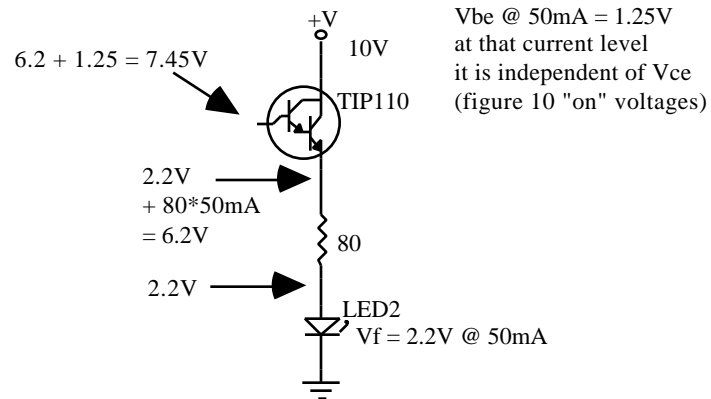 +V
10V
Vbe @ 50mA = 1.25V
at that current level
it is independent of Vce
(figure 10 "on" voltages)
6.2 + 1.25 = 7.45V
TIP110
2.2V
+ 80*50mA
= 6.2V
80
2.2V
LED2
Vf = 2.2V @ 50mA